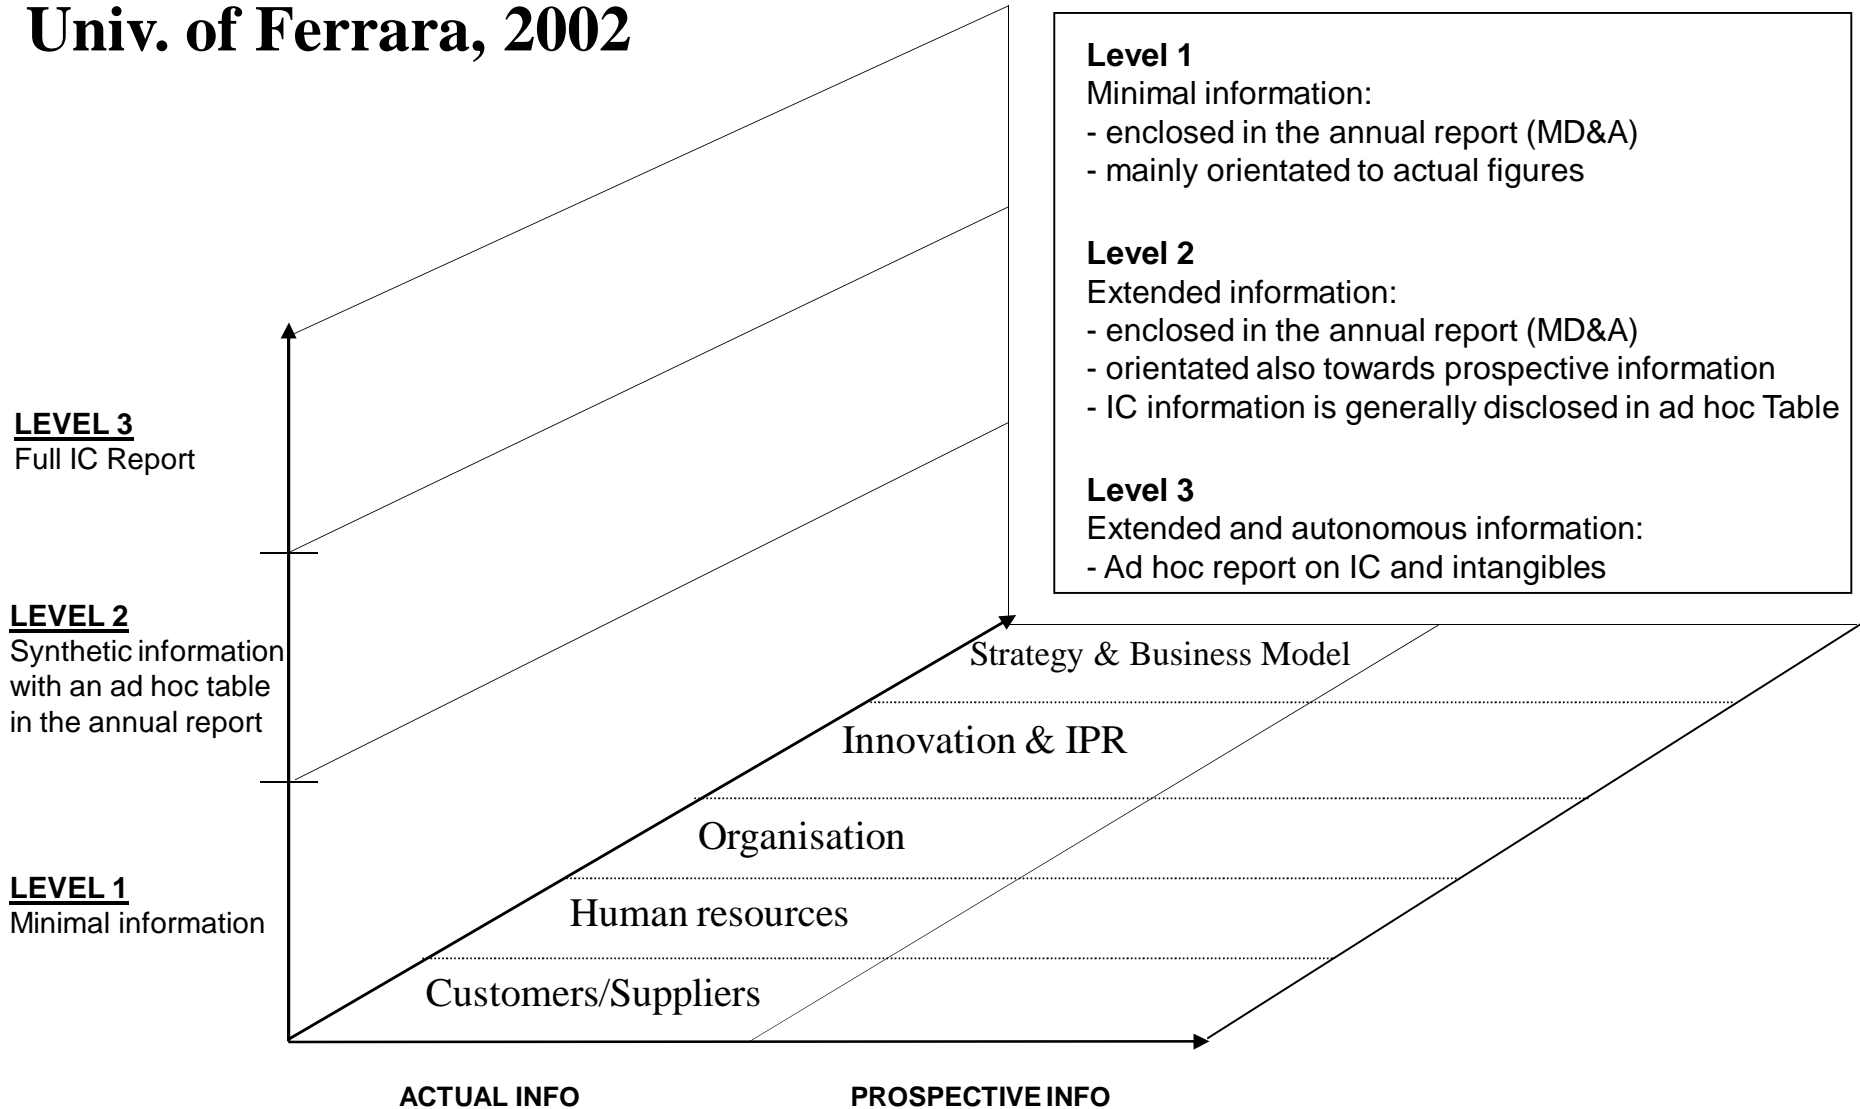 Univ. of Ferrara, 2002
Level 1
Minimal information:
- enclosed in the annual report (MD&A)
- mainly orientated to actual figures
Level 2
Extended information:
- enclosed in the annual report (MD&A)
- orientated also towards prospective information
- IC information is generally disclosed in ad hoc Table
Level 3
Extended and autonomous information:
- Ad hoc report on IC and intangibles
LEVEL 3
Full IC Report
LEVEL 2
Synthetic information
with an ad hoc table
in the annual report
LEVEL 1
Minimal information
Strategy & Business Model
Innovation & IPR
Organisation
Human resources
Customers/Suppliers
ACTUAL INFO
PROSPECTIVE INFO